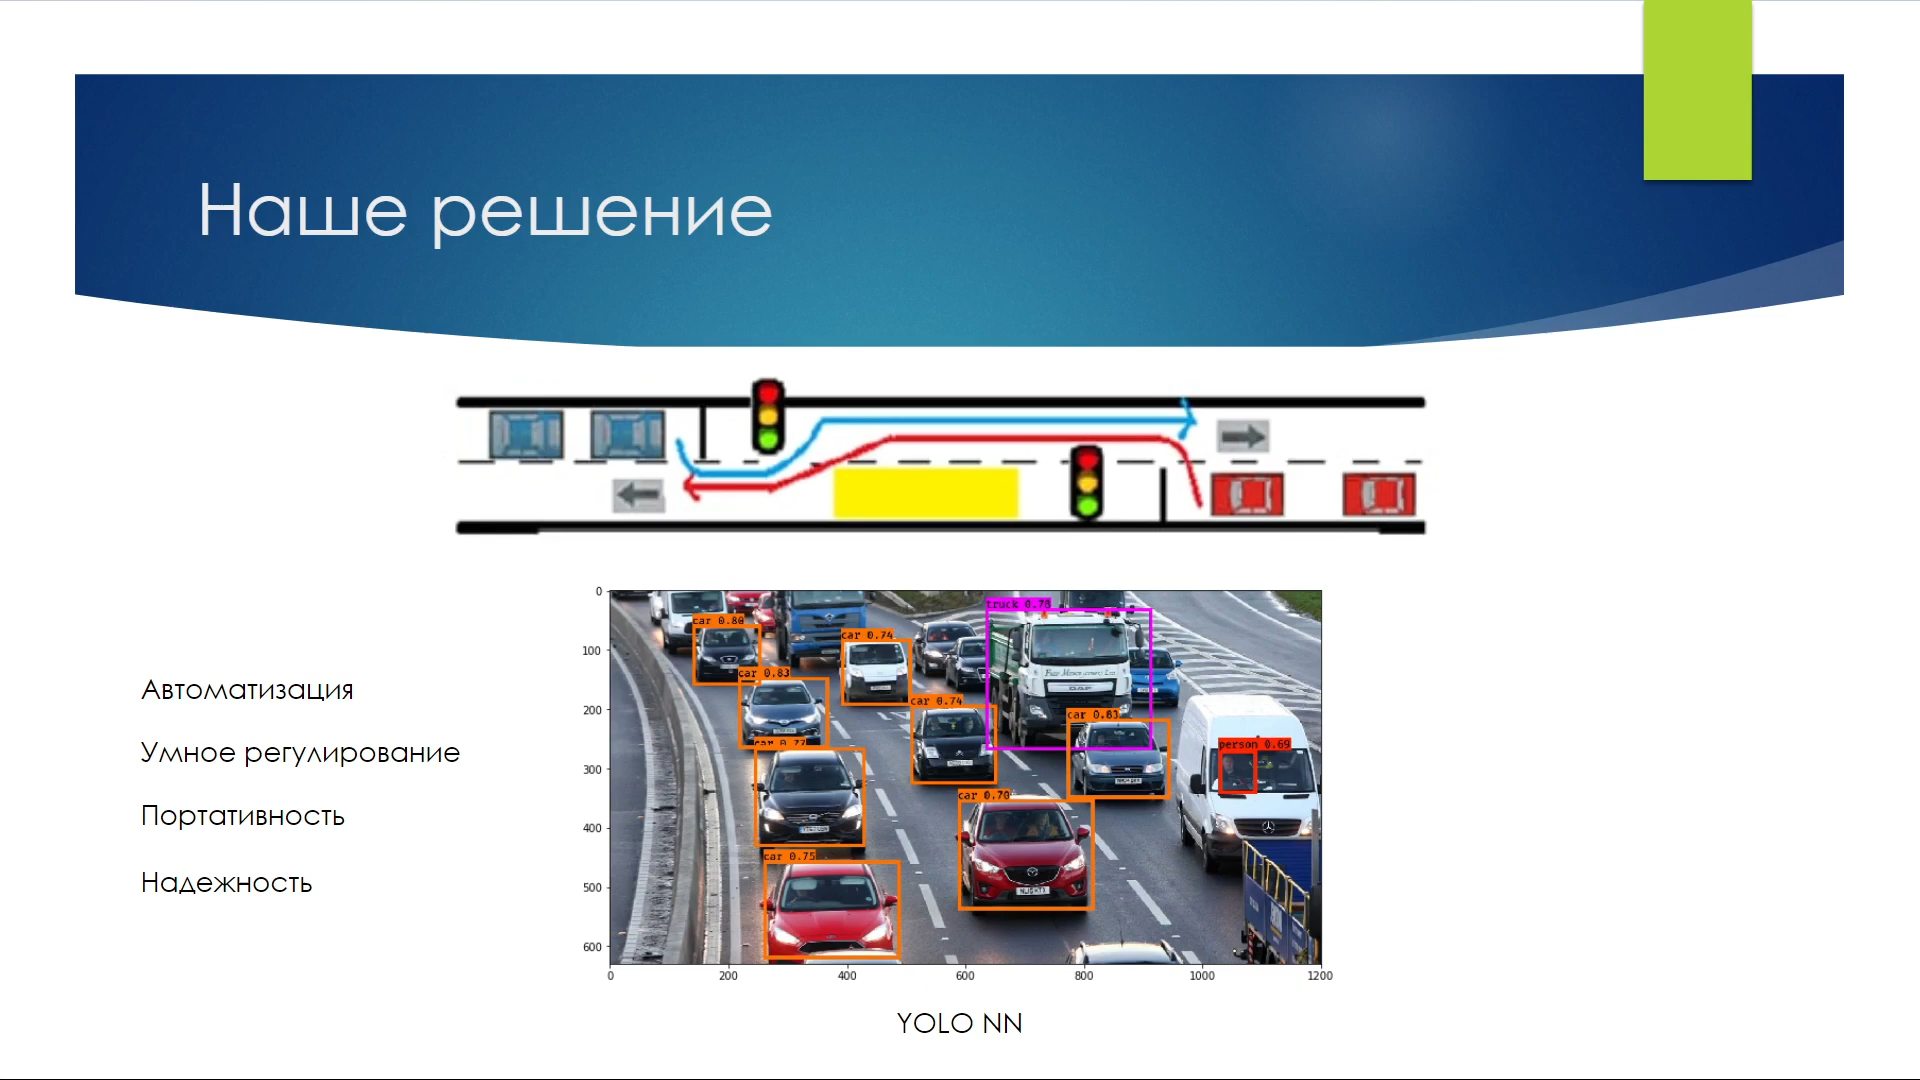 Наше решение
Автоматизация
Умное регулирование
Портативность
Надежность
0
100
200
300
400
500
600
0
200
400
600
800
1000
1200
truck 0.78
car 0.80
car 0.74
car 0.83
car 0.74
car 0.83
person 0.69
car 0.77
car 0.70
car 0.75
DAF
YOLO NN